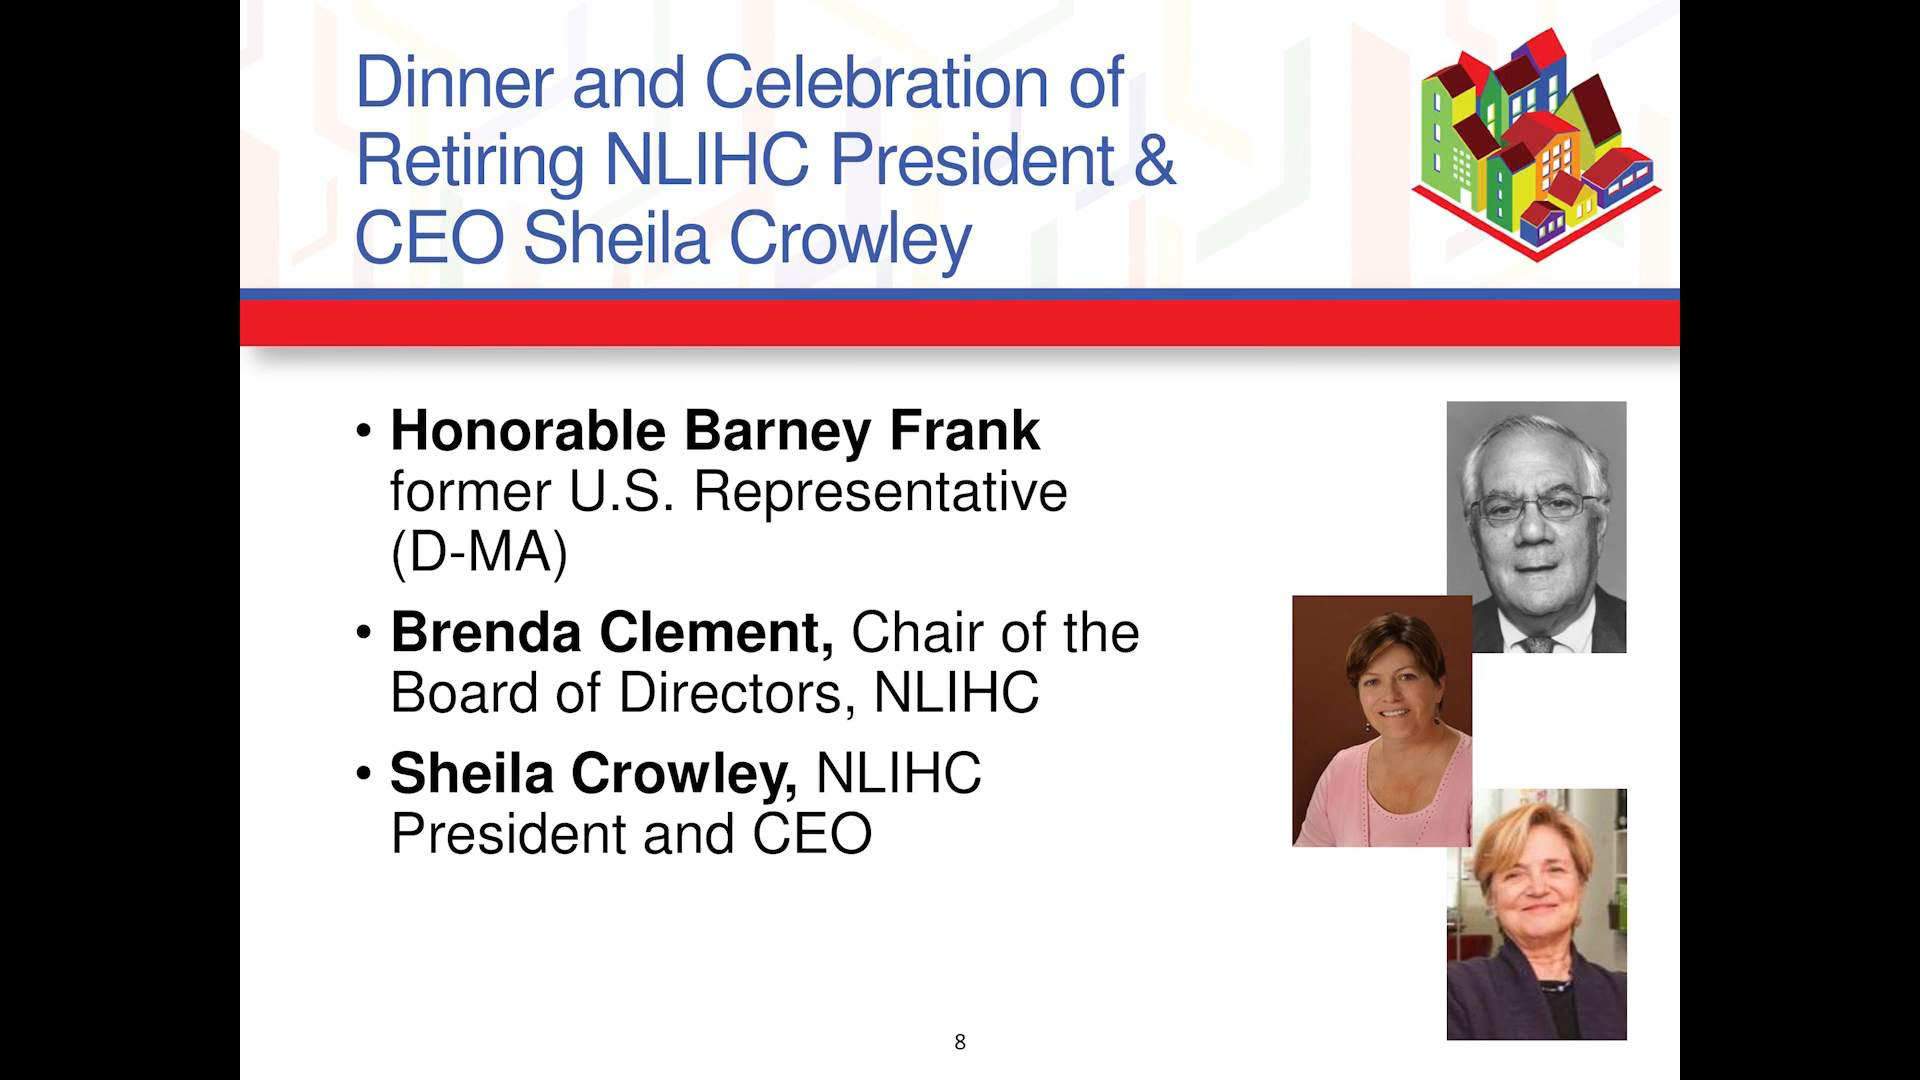 Dinner and Celebration of
Retiring NLIHC President &
CEO Sheila Crowley
• Honorable Barney Frank
former U.S. Representative
(D-MA)
• Brenda Clement, Chair of the
Board of Directors, NLIHC
• Sheila Crowley, NLIHC
President and CEO
8